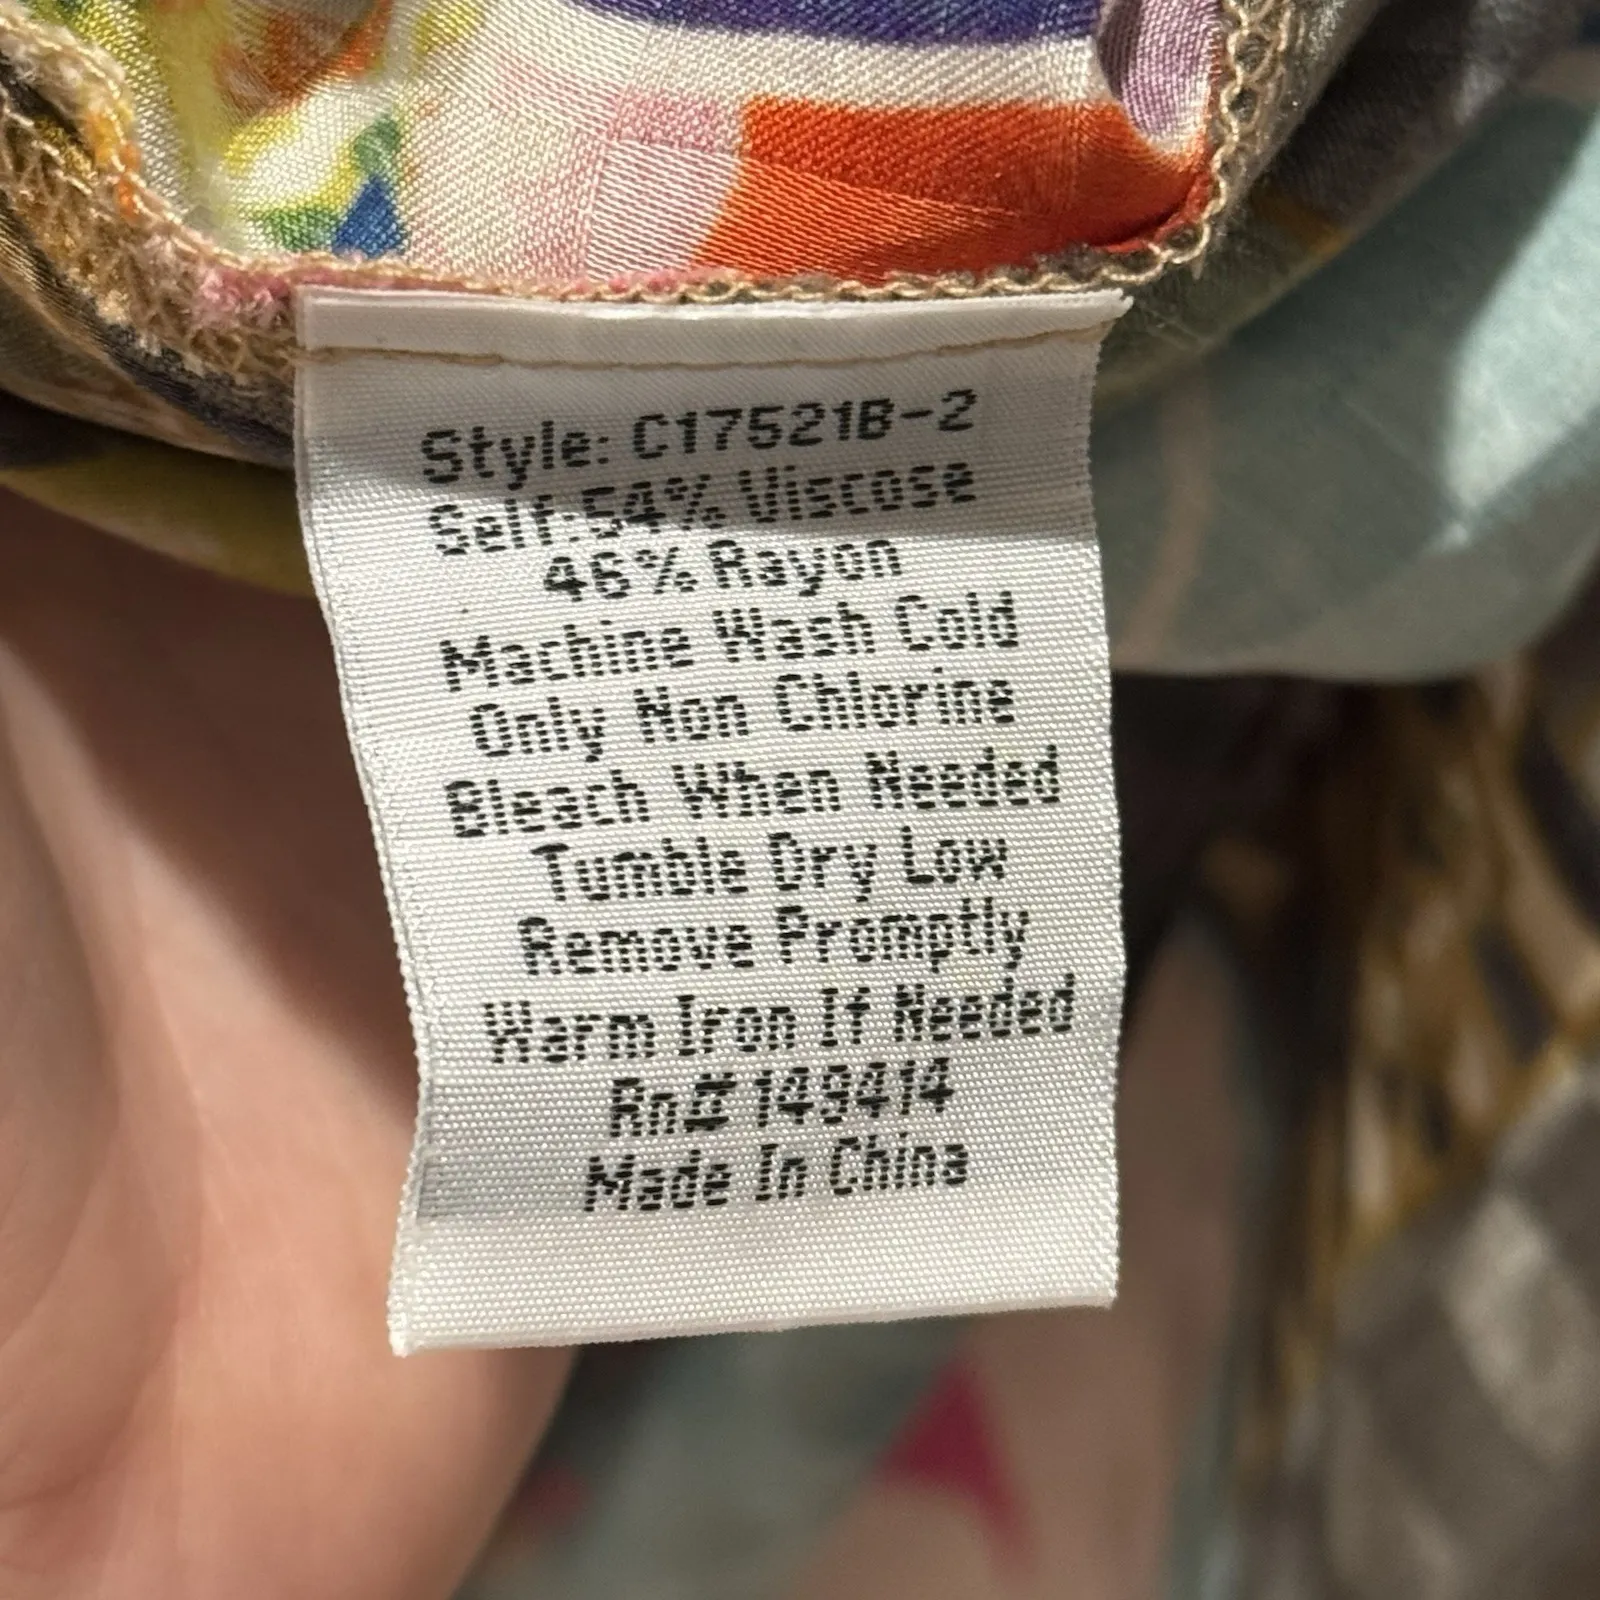 Style: C17521B-2
Self:54% Viscose
46% Rayon
Machine Wash Cold
Only Non Chlorine
Bleach When Needed
Tumble Dry Low
Remove Promptly
Warm Iron If Needed
Rn# 149414
Made In China